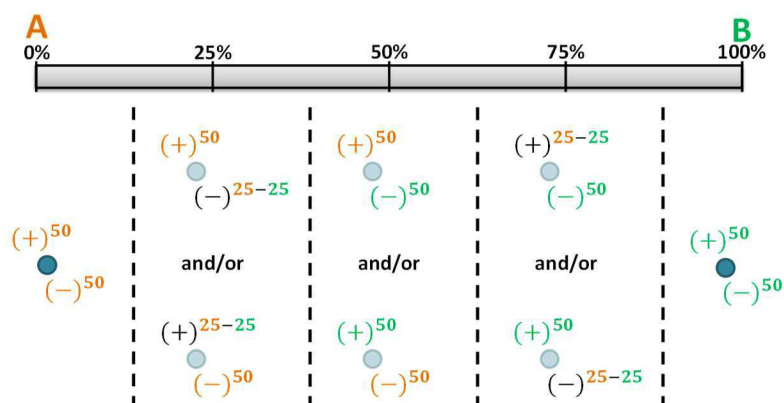 A B
0% 25% 50% 75% 100%
(+)⁵⁰ (+)⁵⁰ (+)²⁵⁻²⁵
(−)²⁵⁻²⁵ (−)⁵⁰ (−)⁵⁰
(+)⁵⁰ and/or and/or and/or (+)⁵⁰
(−)⁵⁰ (−)⁵⁰
(+)²⁵⁻²⁵ (+)⁵⁰ (+)⁵⁰
(−)⁵⁰ (−)⁵⁰ (−)²⁵⁻²⁵